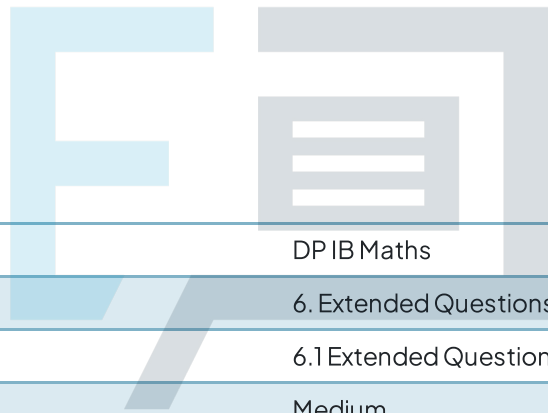 DP IB Maths
6. Extended Questions
6.1 Extended Question
Medium